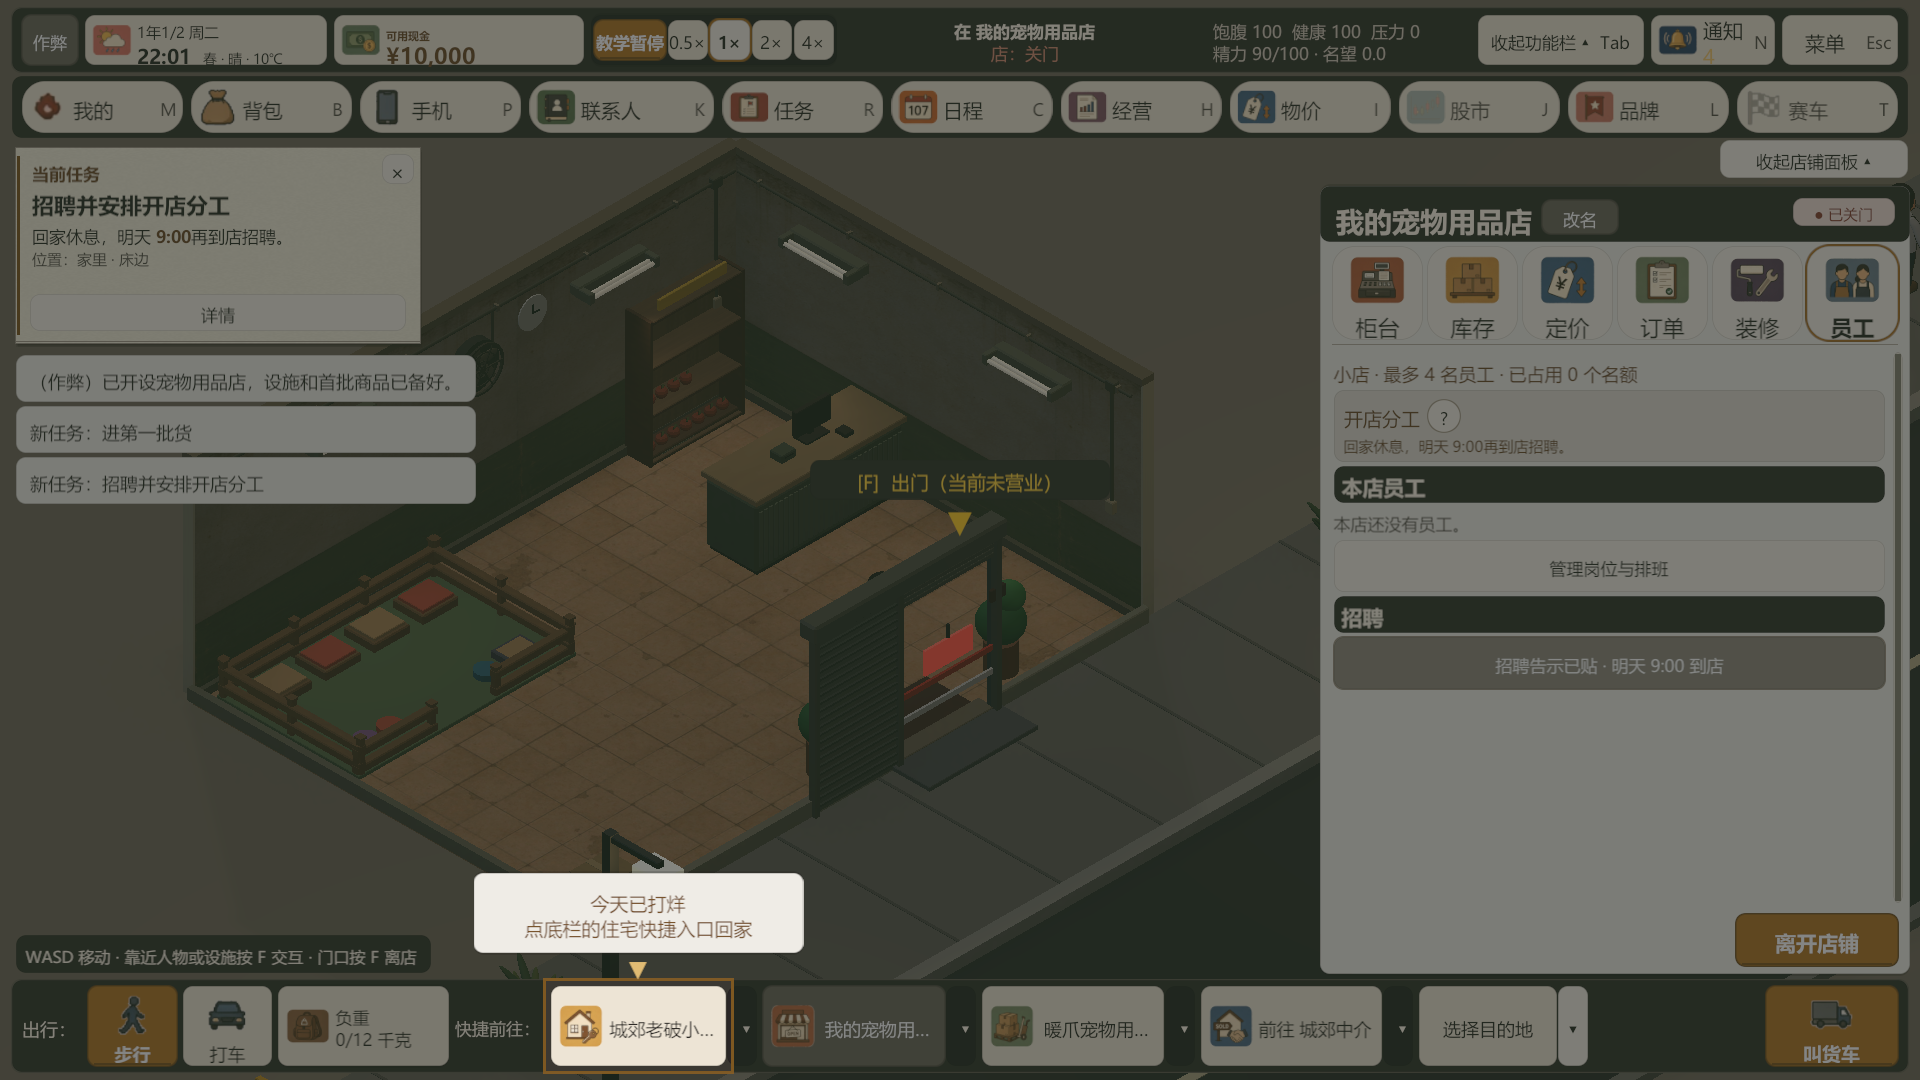 作弊
1年1/2 周二
22:01 春 · 晴 · 10°C
可用现金
¥10,000
教学暂停 0.5× 1× 2× 4×
在 我的宠物用品店
店：关门
饱腹 100 健康 100 压力 0
精力 90/100 · 名望 0.0
收起功能栏 ▴ Tab
通知 N
4
菜单 Esc
我的 M
背包 B
手机 P
联系人 K
任务 R
107
日程 C
经营 H
物价 I
股市 J
品牌 L
赛车 T
当前任务
×
招聘并安排开店分工
回家休息，明天 9:00再到店招聘。
位置：家里 · 床边
详情
（作弊）已开设宠物用品店，设施和首批商品已备好。
新任务：进第一批货
新任务：招聘并安排开店分工
收起店铺面板 ▴
我的宠物用品店 改名
● 已关门
柜台 库存 定价 订单 装修 员工
小店 · 最多 4 名员工 · 已占用 0 个名额
开店分工 ?
回家休息，明天 9:00再到店招聘。
本店员工
本店还没有员工。
管理岗位与排班
招聘
招聘告示已贴 · 明天 9:00 到店
离开店铺
[F] 出门（当前未营业）
今天已打烊
点底栏的住宅快捷入口回家
WASD 移动 · 靠近人物或设施按 F 交互 · 门口按 F 离店
出行：
步行
打车
负重
0/12 千克
快捷前往：
城郊老破小... ▾
我的宠物用... ▾
暖爪宠物用... ▾
前往 城郊中介 ▾
选择目的地 ▾
叫货车